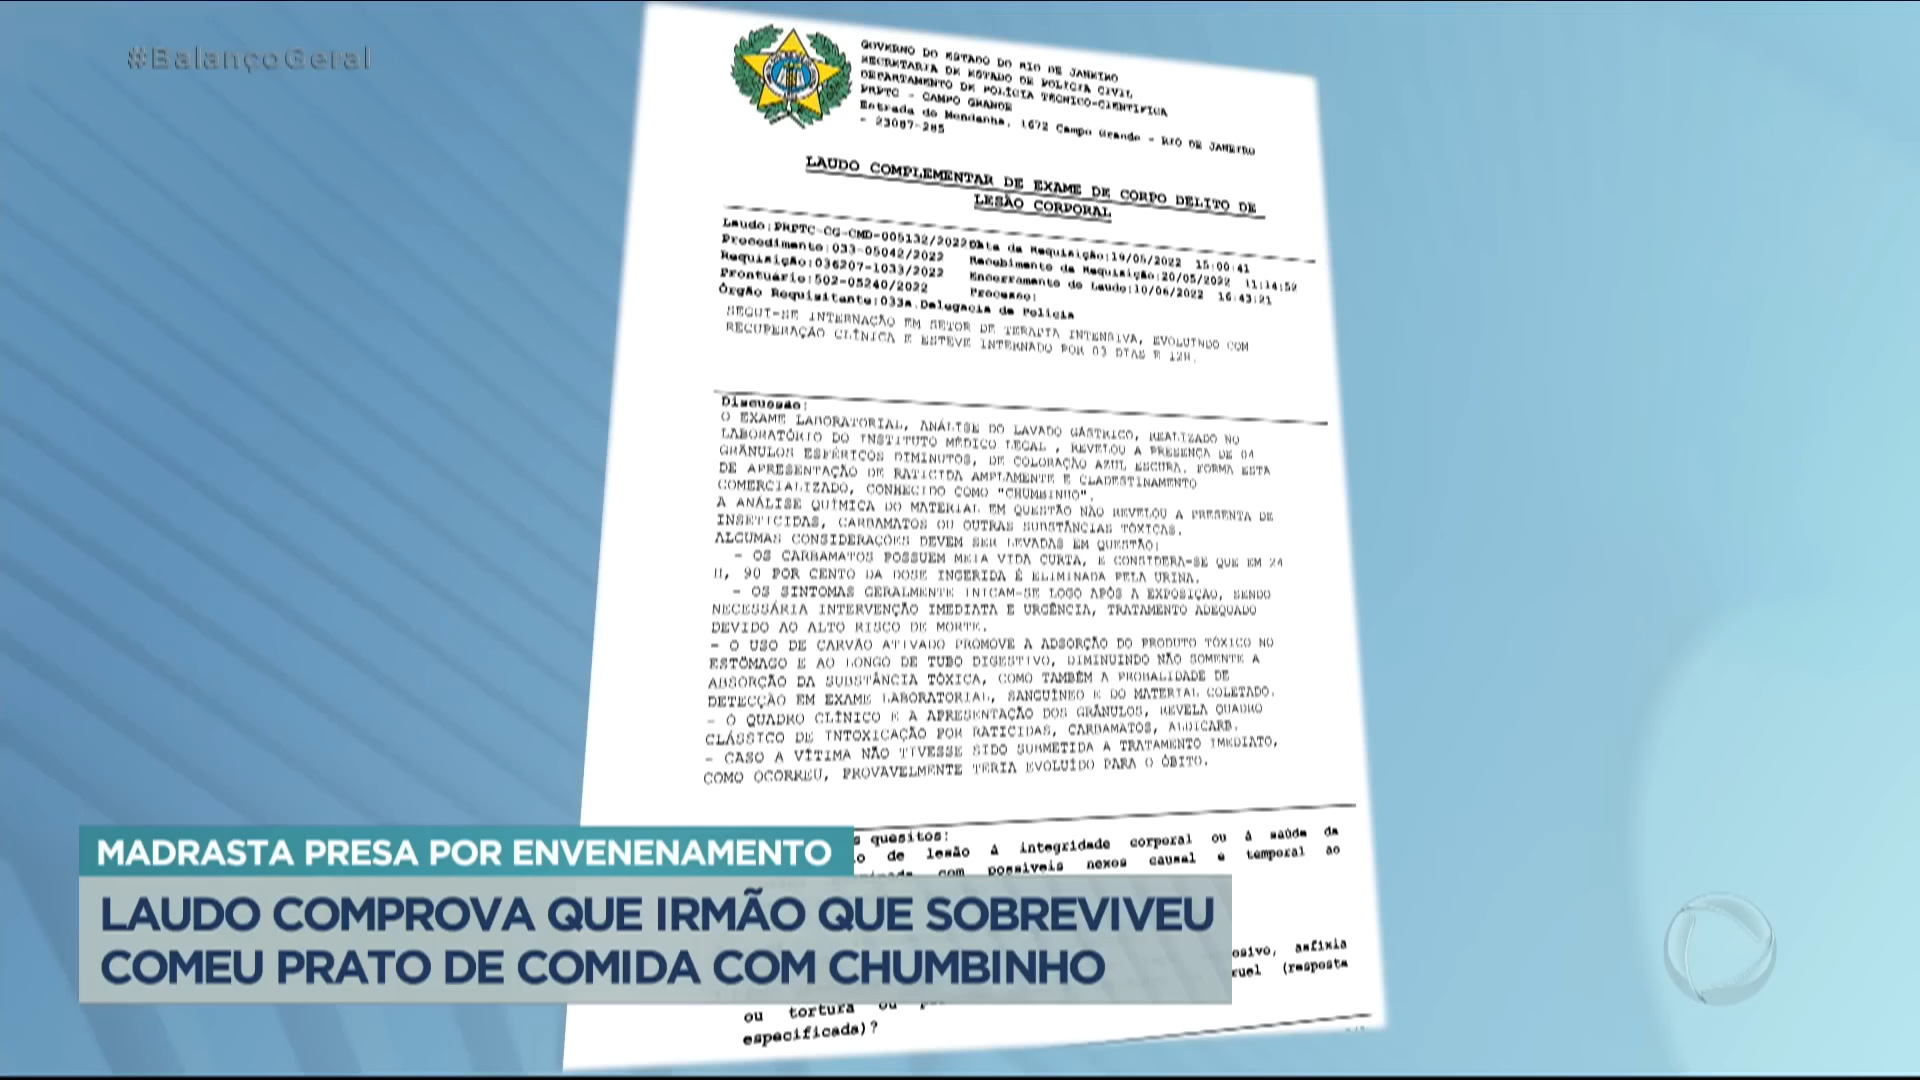 #BalançoGeral
GOVERNO DO ESTADO DO RIO DE JANEIRO
SECRETARIA DE ESTADO DE POLICIA CIVIL
DEPARTAMENTO DE POLÍCIA TÉCNICO-CIENTIFICA
PRPTC - CAMPO GRANDE
Estrada do Mendanha, 1672 Campo Grande - RIO DE JANEIRO
- 23087-285
LAUDO COMPLEMENTAR DE EXAME DE CORPO DELITO DE
LESÃO CORPORAL
Laudo:PRPTC-CG-CMD-005132/2022 Data da Requisição:19/05/2022 15:00:41
Procedimento:033-05042/2022 Recebimento da Requisição:20/05/2022 11:14:52
Requisição:036207-1033/2022 Encerramento do Laudo:10/06/2022 16:43:21
Prontuário:502-05240/2022 Processo:
Órgão Requisitante:033a.Delegacia de Polícia
SEGUI-SE INTERNAÇÃO EM SETOR DE TERAPIA INTENSIVA, EVOLUINDO COM
RECUPERAÇÃO CLÍNICA E ESTEVE INTERNADO POR 03 DIAS E 12H.
Discussão:
O EXAME LABORATORIAL, ANÁLISE DO LAVADO GÁSTRICO, REALIZADO NO
LABORATÓRIO DO INSTITUTO MÉDICO LEGAL , REVELOU A PRESENÇA DE 04
GRÂNULOS ESFÉRICOS DIMINUTOS, DE COLORAÇÃO AZUL ESCURA. FORMA ESTA
DE APRESENTAÇÃO DE RATICIDA AMPLAMENTE E CLADESTINAMENTO
COMERCIALIZADO, CONHECIDO COMO "CHUMBINHO".
A ANÁLISE QUÍMICA DO MATERIAL EM QUESTÃO NÃO REVELOU A PRESENTA DE
INSETICIDAS, CARBAMATOS OU OUTRAS SUBSTÂNCIAS TÓXICAS.
ALGUMAS CONSIDERAÇÕES DEVEM SER LEVADAS EM QUESTÃO:
- OS CARBAMATOS POSSUEM MEIA VIDA CURTA, E CONSIDERA-SE QUE EM 24
H, 90 POR CENTO DA DOSE INGERIDA É ELIMINADA PELA URINA.
- OS SINTOMAS GERALMENTE INICAM-SE LOGO APÓS A EXPOSIÇÃO, SENDO
NECESSÁRIA INTERVENÇÃO IMEDIATA E URGÊNCIA, TRATAMENTO ADEQUADO
DEVIDO AO ALTO RISCO DE MORTE.
- O USO DE CARVÃO ATIVADO PROMOVE A ADSORÇÃO DO PRODUTO TÓXICO NO
ESTÔMAGO E AO LONGO DE TUBO DIGESTIVO, DIMINUINDO NÃO SOMENTE A
ABSORÇÃO DA SUBSTÂNCIA TÓXICA, COMO TAMBÉM A PROBALIDADE DE
DETECÇÃO EM EXAME LABORATORIAL, SANGUÍNEO E DO MATERIAL COLETADO.
- O QUADRO CLÍNICO E A APRESENTAÇÃO DOS GRÂNULOS, REVELA QUADRO
CLÁSSICO DE INTOXICAÇÃO POR RATICIDAS, CARBAMATOS, ALDICARB.
- CASO A VÍTIMA NÃO TIVESSE SIDO SUBMETIDA A TRATAMENTO IMEDIATO,
COMO OCORREU, PROVAVELMENTE TERIA EVOLUÍDO PARA O ÓBITO.
quesitos:
de lesão à integridade corporal ou à saúde da
com possíveis nexos causal e temporal ao
MADRASTA PRESA POR ENVENENAMENTO
LAUDO COMPROVA QUE IRMÃO QUE SOBREVIVEU
COMEU PRATO DE COMIDA COM CHUMBINHO
osivo, asfixia
ruel (resposta
ou tortura ou
especificada)?